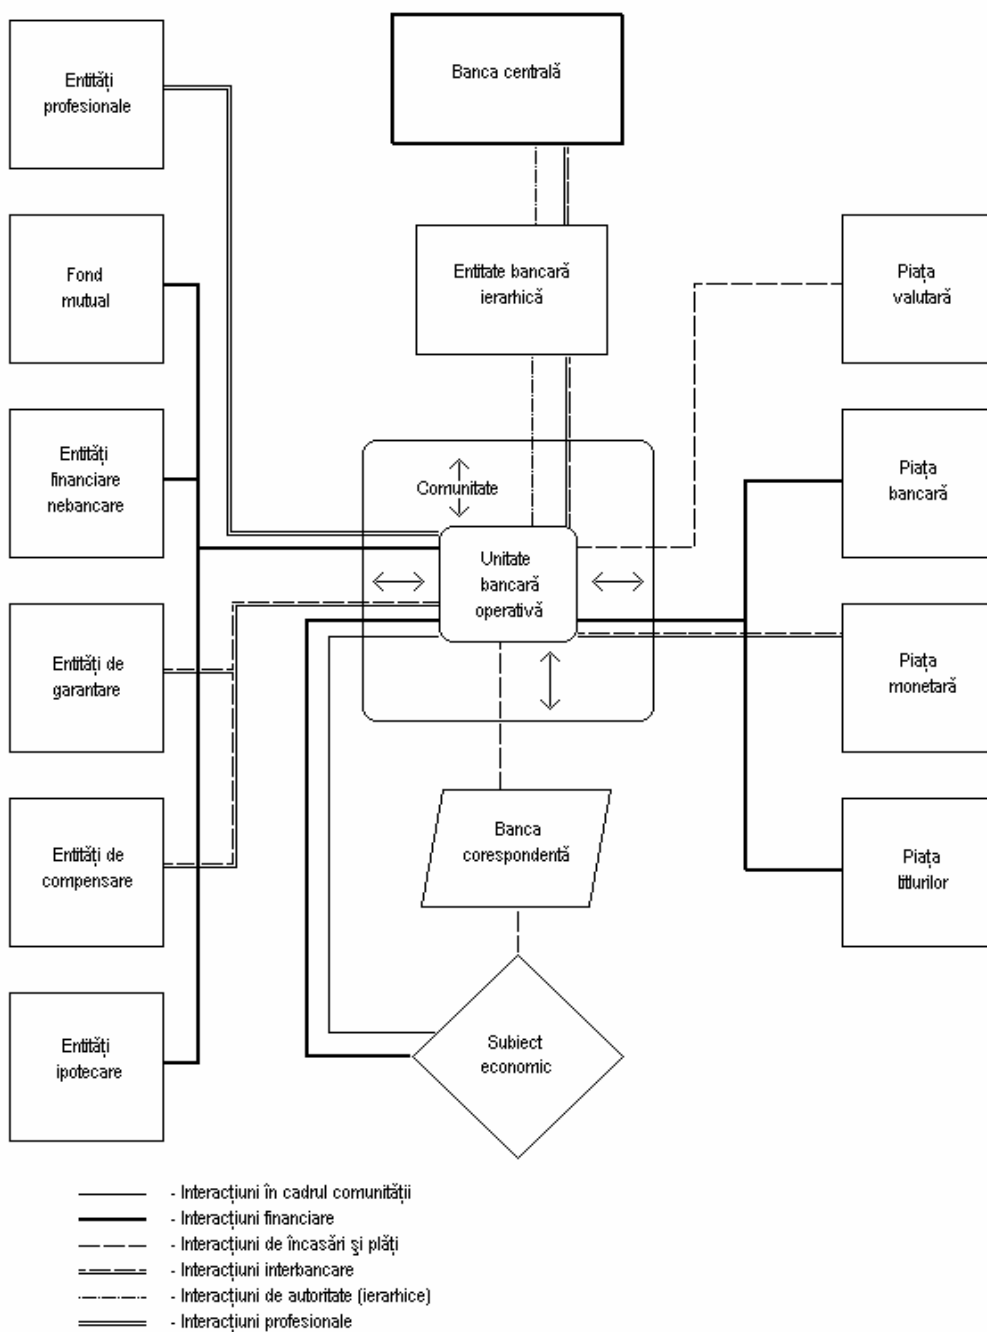 Entități
profesionale
Banca centrală
Fond
mutual
Entitate bancară
ierarhică
Piața
valutară
Entități
financiare
nebancare
Comunitate
Piața
bancară
Unitate
bancară
operativă
Entități de
garantare
Piața
monetară
Entități de
compensare
Banca
corespondentă
Piața
titlurilor
Entități
ipotecare
Subiect
economic
- Interacțiuni în cadrul comunității
- Interacțiuni financiare
- Interacțiuni de încasări și plăți
- Interacțiuni interbancare
- Interacțiuni de autoritate (ierarhice)
- Interacțiuni profesionale